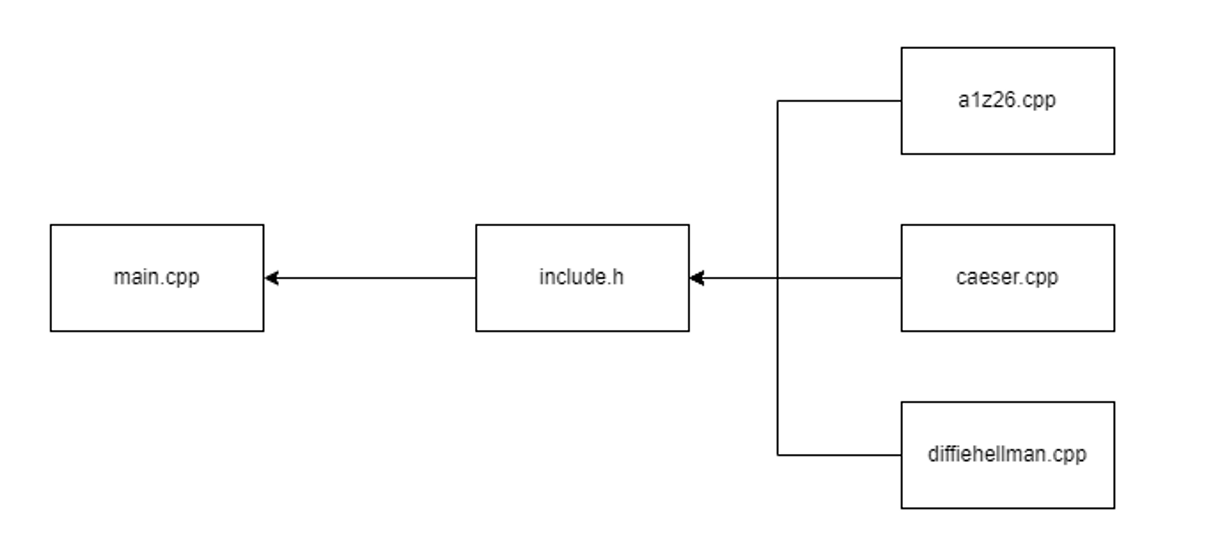 a1z26.cpp
main.cpp
include.h
caeser.cpp
diffiehellman.cpp